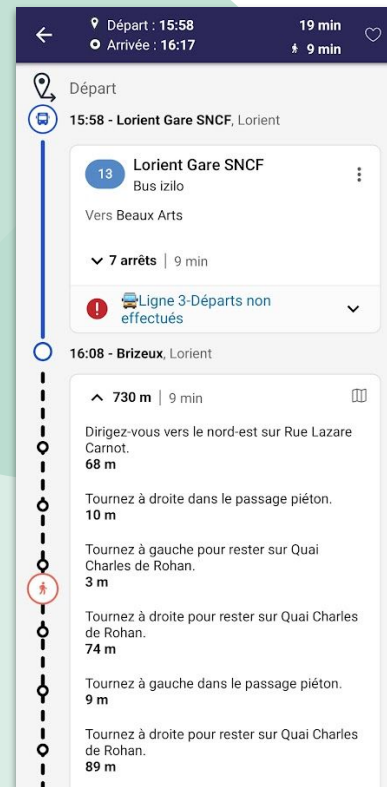 Départ : 15:58
19 min
Arrivée : 16:17
9 min
Départ
15:58 - Lorient Gare SNCF, Lorient
13
Lorient Gare SNCF
Bus izilo
Vers Beaux Arts
7 arrêts | 9 min
Ligne 3-Départs non
effectués
16:08 - Brizeux, Lorient
730 m | 9 min
Dirigez-vous vers le nord-est sur Rue Lazare
Carnot.
68 m
Tournez à droite dans le passage piéton.
10 m
Tournez à gauche pour rester sur Quai
Charles de Rohan.
3 m
Tournez à droite pour rester sur Quai Charles
de Rohan.
74 m
Tournez à gauche dans le passage piéton.
9 m
Tournez à droite pour rester sur Quai Charles
de Rohan.
89 m